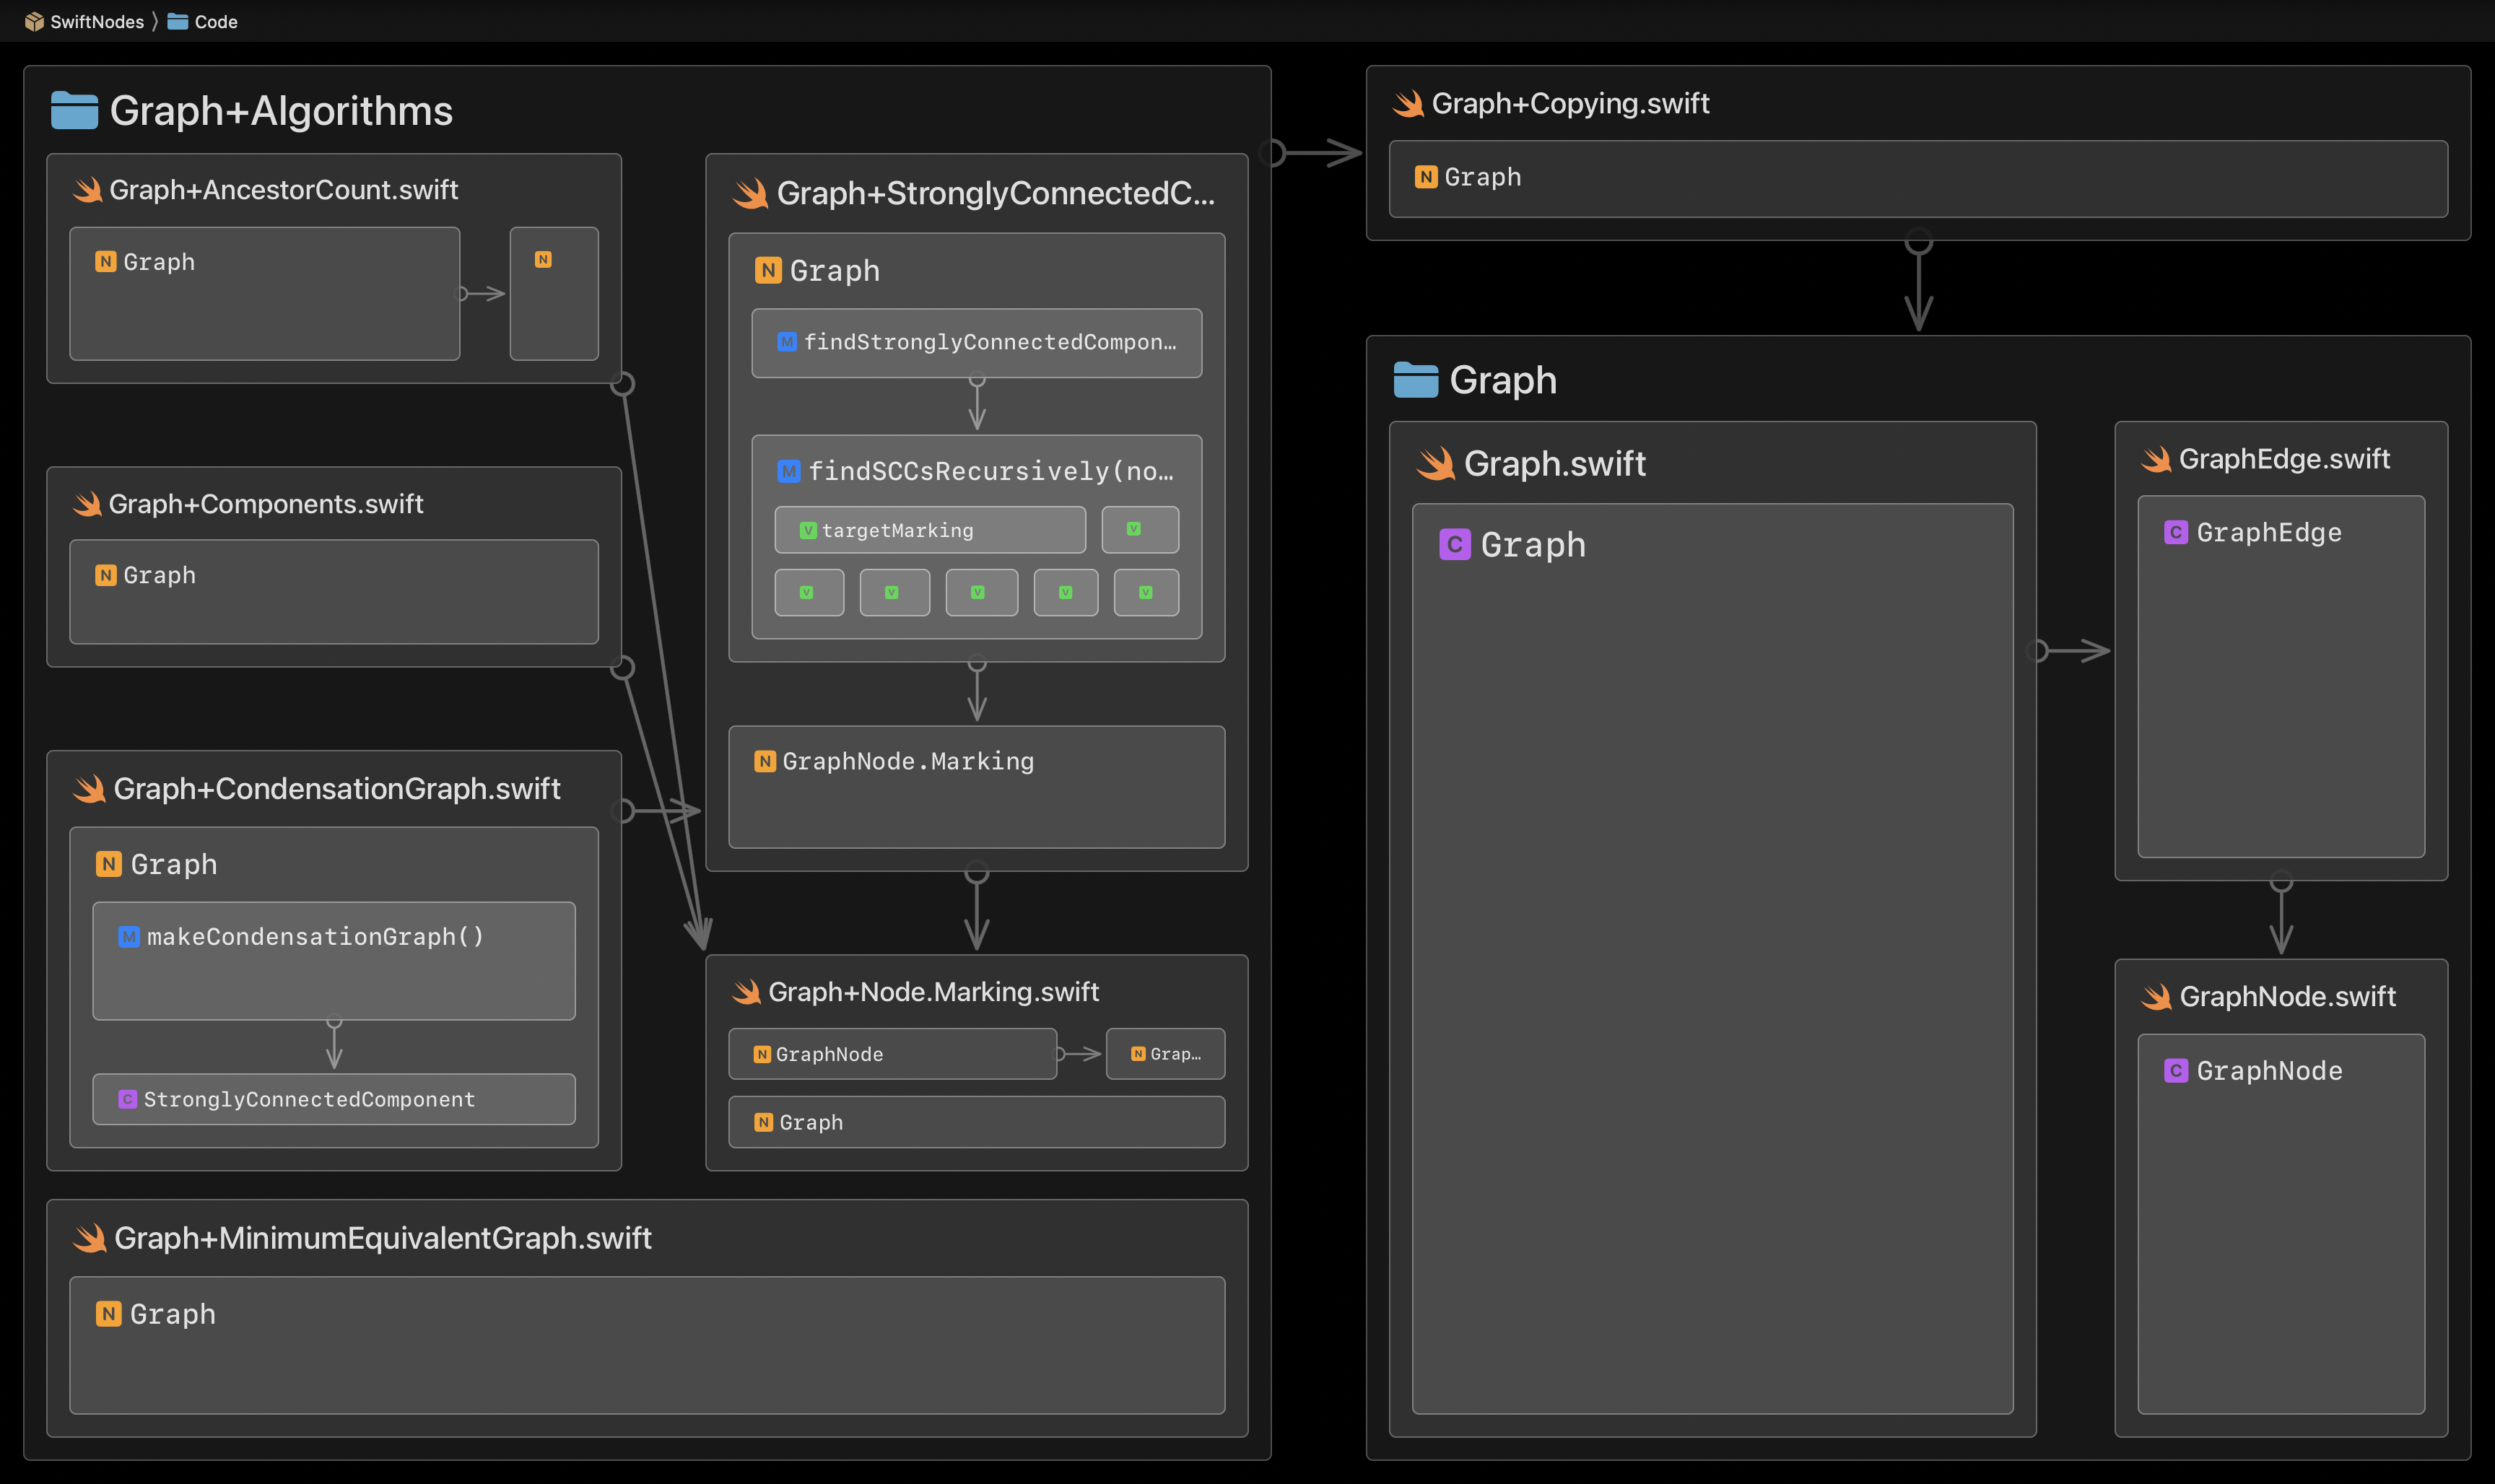 SwiftNodes 〉 Code
Graph+Algorithms
Graph+AncestorCount.swift
N Graph
N
Graph+Components.swift
N Graph
Graph+CondensationGraph.swift
N Graph
M makeCondensationGraph()
C StronglyConnectedComponent
Graph+StronglyConnectedC...
N Graph
M findStronglyConnectedCompon…
M findSCCsRecursively(no…
V targetMarking
V
V V V V V
N GraphNode.Marking
Graph+Node.Marking.swift
N GraphNode
N Grap…
N Graph
Graph+MinimumEquivalentGraph.swift
N Graph
Graph+Copying.swift
N Graph
Graph
Graph.swift
C Graph
GraphEdge.swift
C GraphEdge
GraphNode.swift
C GraphNode